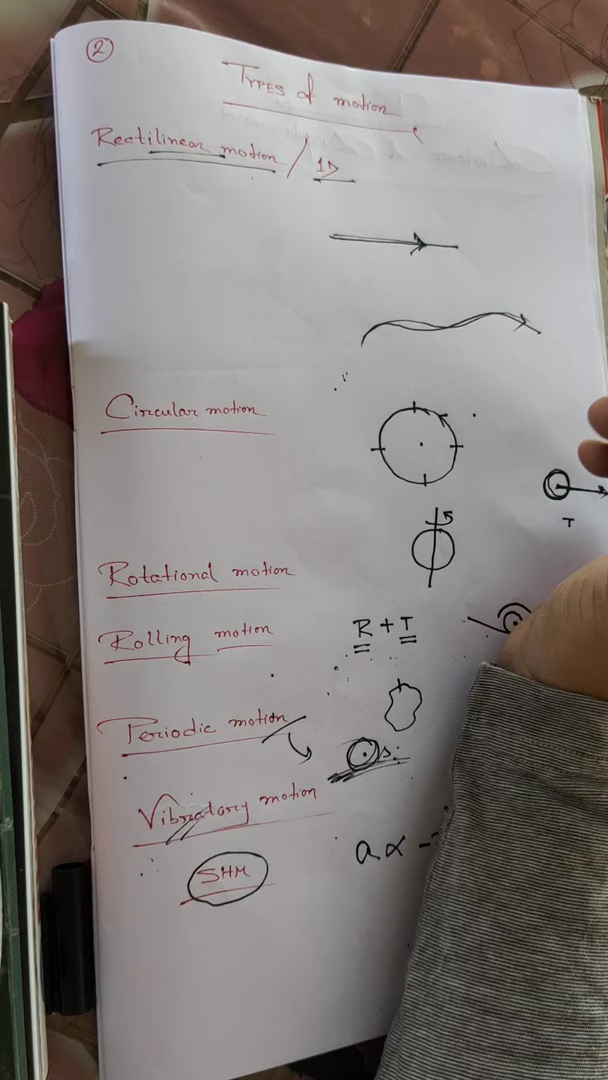 2
TYPES of motion
Rectilinear motion / 1D
Circular motion
T
Rotational motion
Rolling motion R + T
Periodic motion
Vibratory motion
SHM a ∝ -